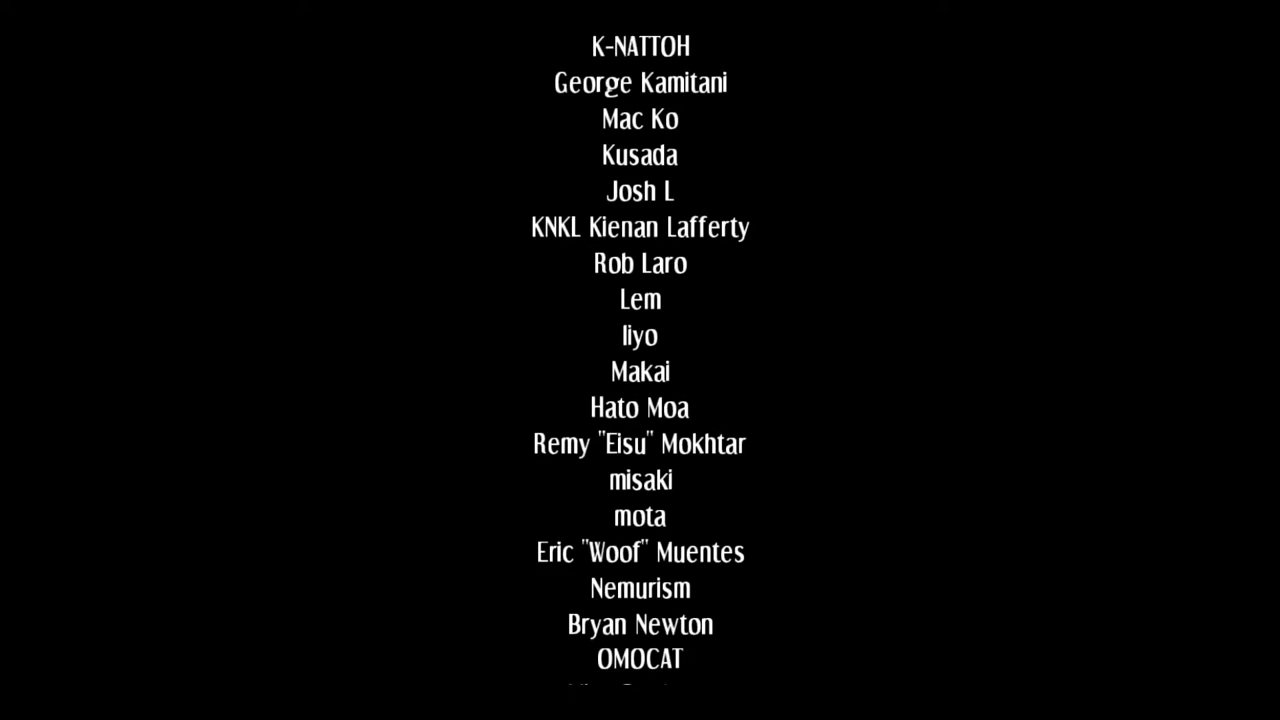 K-NATTOH
George Kamitani
Mac Ko
Kusada
Josh L
KNKL Kienan Lafferty
Rob Laro
Lem
liyo
Makai
Hato Moa
Remy "Eisu" Mokhtar
misaki
mota
Eric "Woof" Muentes
Nemurism
Bryan Newton
OMOCAT